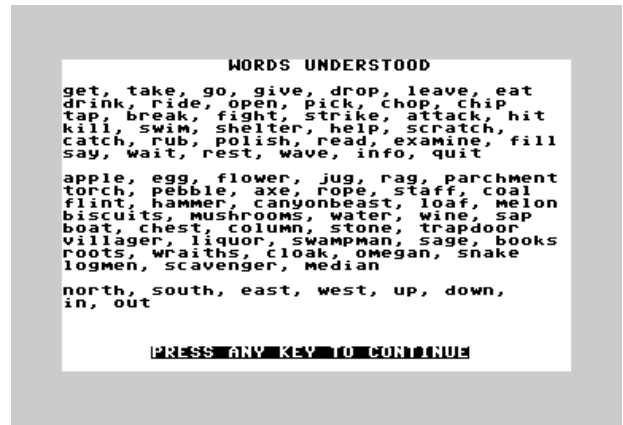 WORDS UNDERSTOOD
get, take, go, give, drop, leave, eat
drink, ride, open, pick, chop, chip
tap, break, fight, strike, attack, hit
kill, swim, shelter, help, scratch,
catch, rub, polish, read, examine, fill
say, wait, rest, wave, info, quit
apple, egg, flower, jug, rag, parchment
torch, pebble, axe, rope, staff, coal
flint, hammer, canyonbeast, loaf, melon
biscuits, mushrooms, water, wine, sap
boat, chest, column, stone, trapdoor
villager, liquor, swampman, sage, books
roots, wraiths, cloak, omegan, snake
logmen, scavenger, median
north, south, east, west, up, down,
in, out
PRESS ANY KEY TO CONTINUE